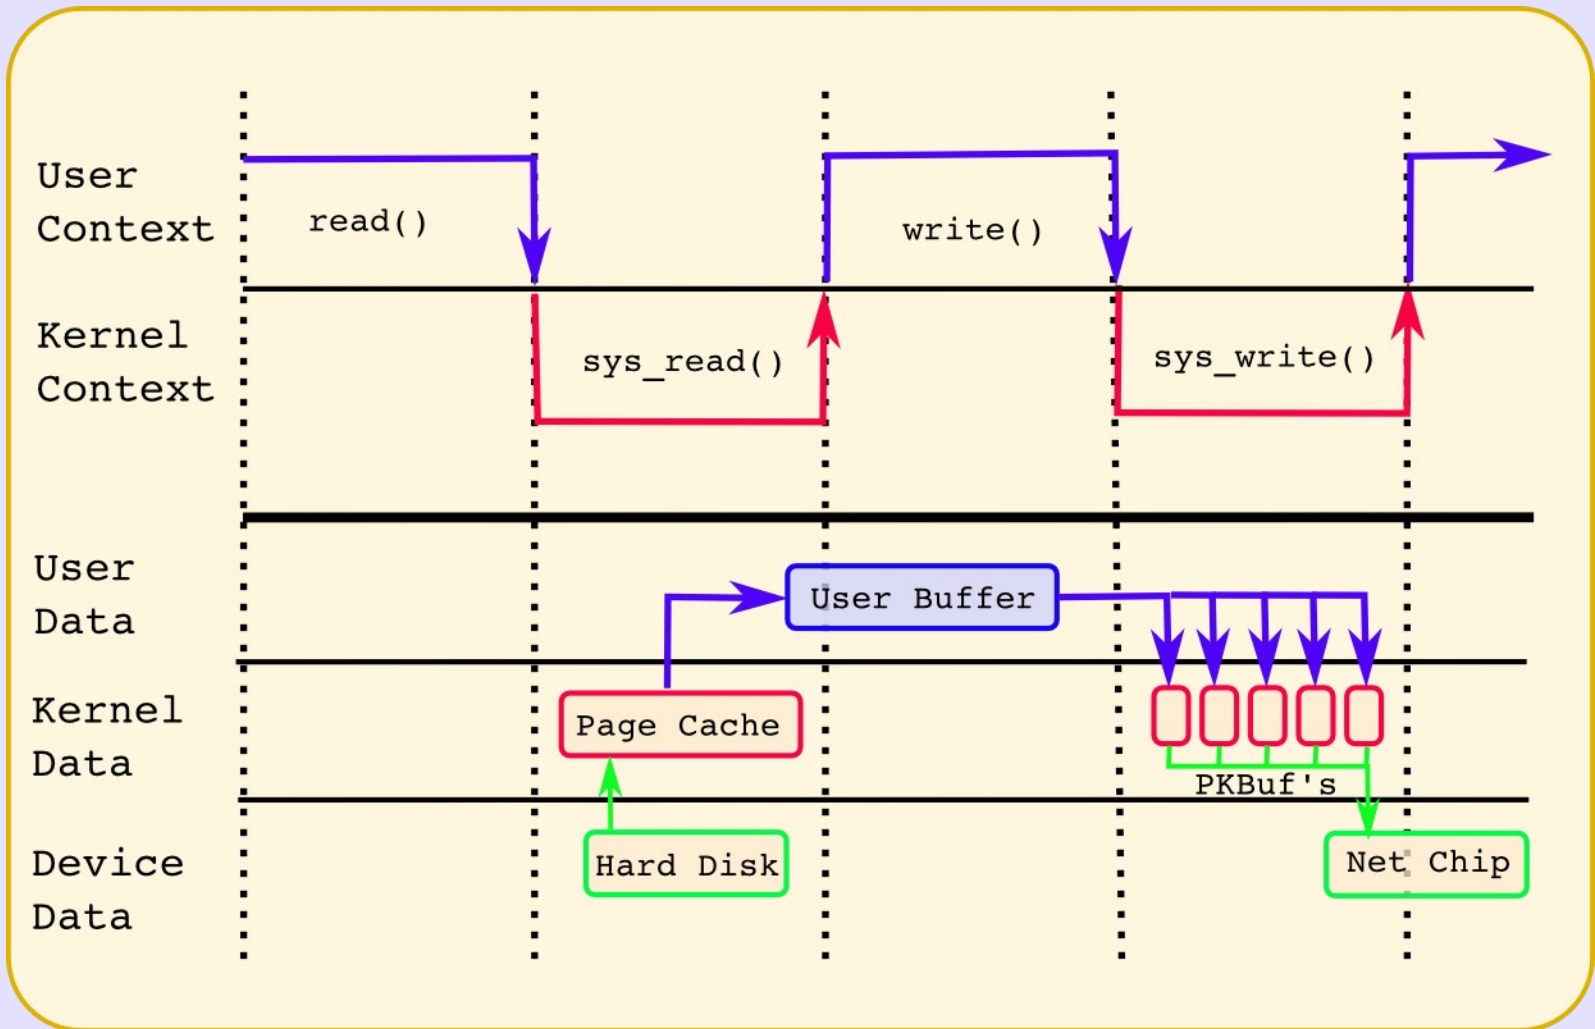 User
Context
read()
write()
Kernel
Context
sys_read()
sys_write()
User
Data
User Buffer
Kernel
Data
Page Cache
PKBuf's
Device
Data
Hard Disk
Net Chip